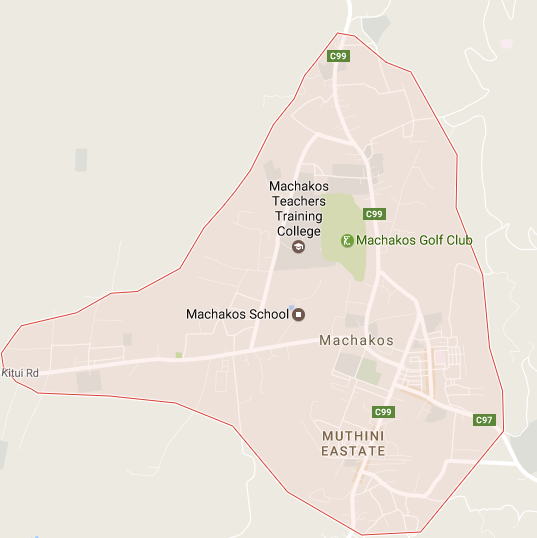 C99
Machakos
Teachers
Training
College
C99
Machakos Golf Club
Machakos School
Machakos
Kitui Rd
C99
C97
MUTHINI
EASTATE